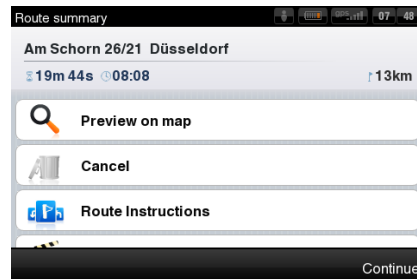 Route summary GPS 07 48
Am Schorn 26/21 Düsseldorf
19m 44s 08:08 13km
Preview on map
Cancel
Route Instructions
Continue